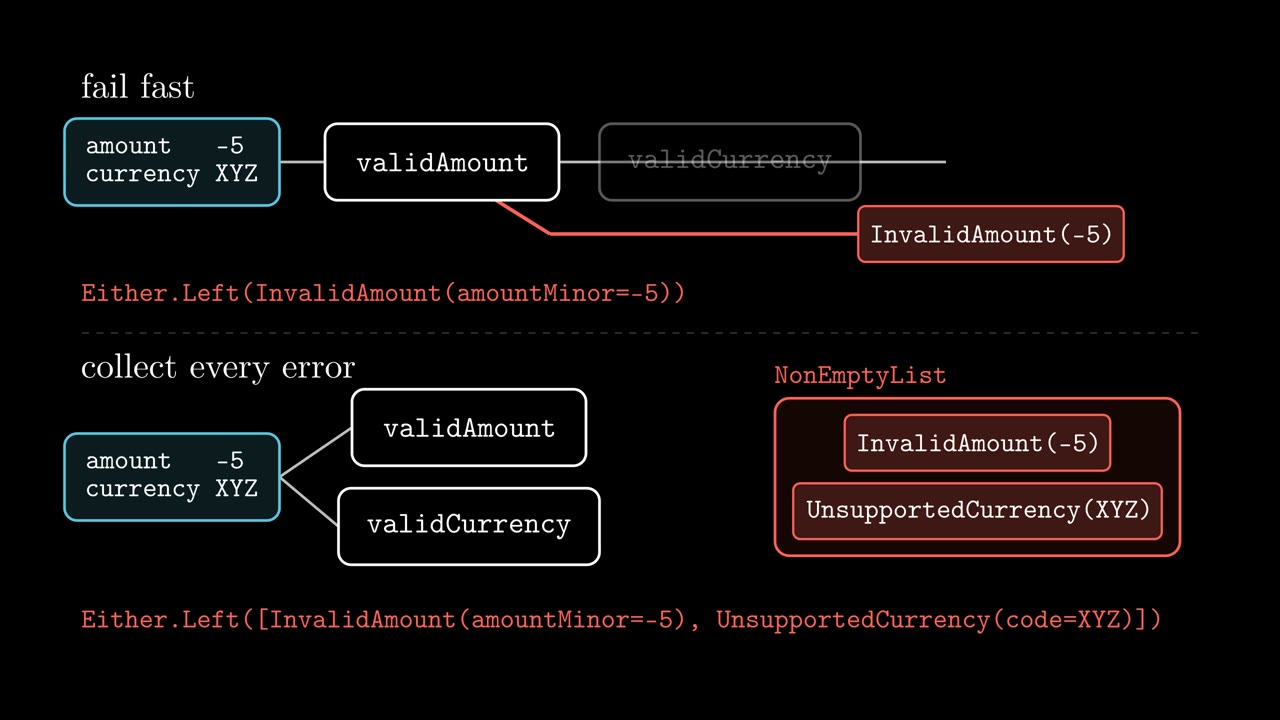 fail fast
amount -5
currency XYZ
validAmount
validCurrency
InvalidAmount(-5)
Either.Left(InvalidAmount(amountMinor=-5))
collect every error
amount -5
currency XYZ
validAmount
validCurrency
NonEmptyList
InvalidAmount(-5)
UnsupportedCurrency(XYZ)
Either.Left([InvalidAmount(amountMinor=-5), UnsupportedCurrency(code=XYZ)])